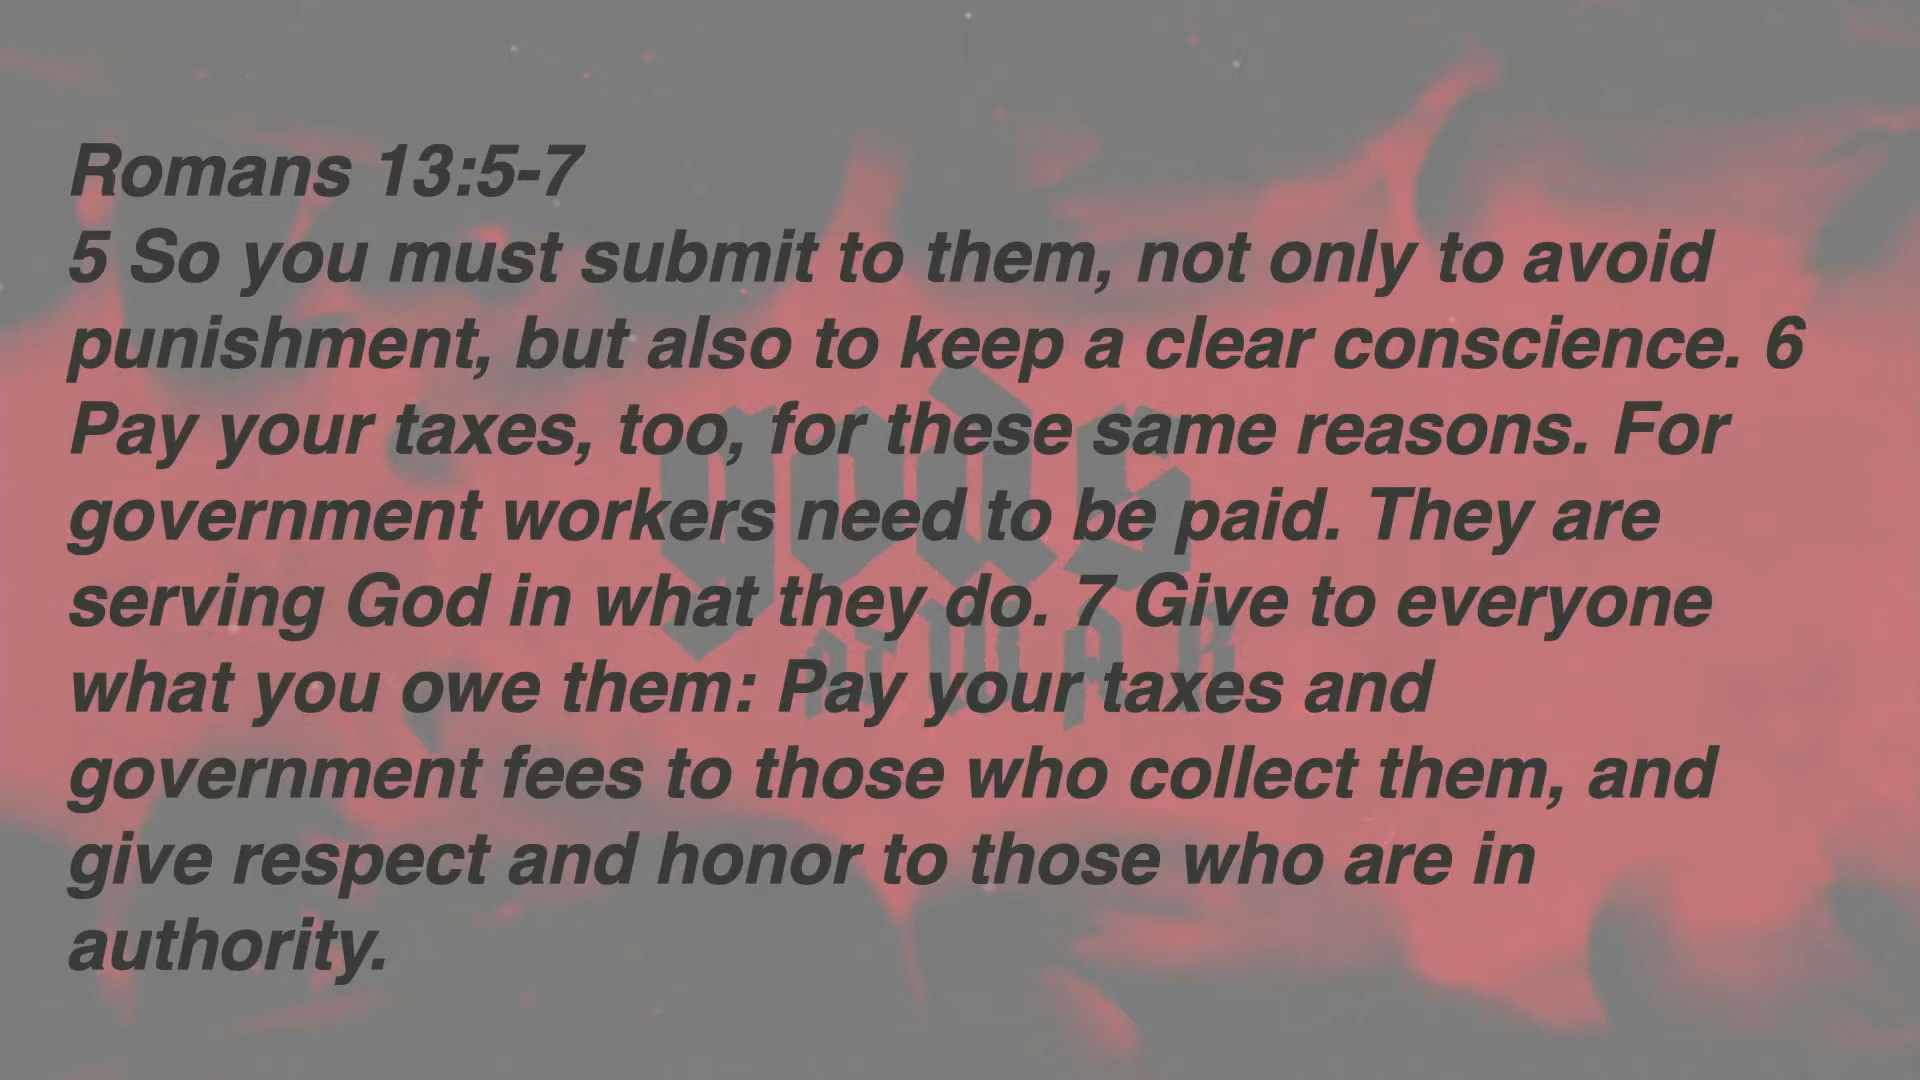 Romans 13:5-7
5 So you must submit to them, not only to avoid
punishment, but also to keep a clear conscience. 6
Pay your taxes, too, for these same reasons. For
government workers need to be paid. They are
serving God in what they do. 7 Give to everyone
what you owe them: Pay your taxes and
government fees to those who collect them, and
give respect and honor to those who are in
authority.
gods
at WAR